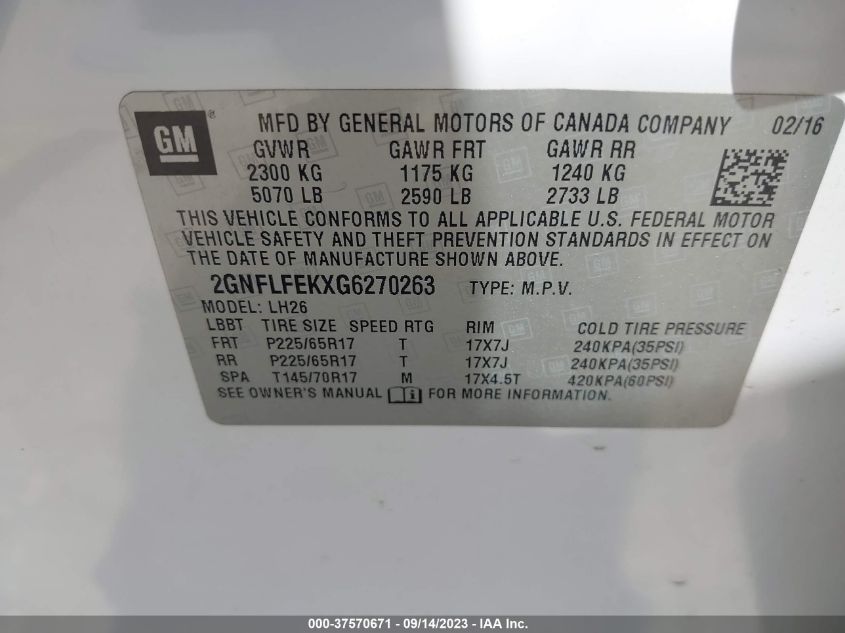 GM® MFD BY GENERAL MOTORS OF CANADA COMPANY 02/16
GVWR GAWR FRT GAWR RR
2300 KG 1175 KG 1240 KG
5070 LB 2590 LB 2733 LB
THIS VEHICLE CONFORMS TO ALL APPLICABLE U.S. FEDERAL MOTOR
VEHICLE SAFETY AND THEFT PREVENTION STANDARDS IN EFFECT ON
THE DATE OF MANUFACTURE SHOWN ABOVE.
2GNFLFEKXG6270263 TYPE: M.P.V.
MODEL: LH26
LBBT TIRE SIZE SPEED RTG RIM COLD TIRE PRESSURE
FRT P225/65R17 T 17X7J 240KPA(35PSI)
RR P225/65R17 T 17X7J 240KPA(35PSI)
SPA T145/70R17 M 17X4.5T 420KPA(60PSI)
SEE OWNER'S MANUAL FOR MORE INFORMATION.
000-37570671 - 09/14/2023 - IAA Inc.